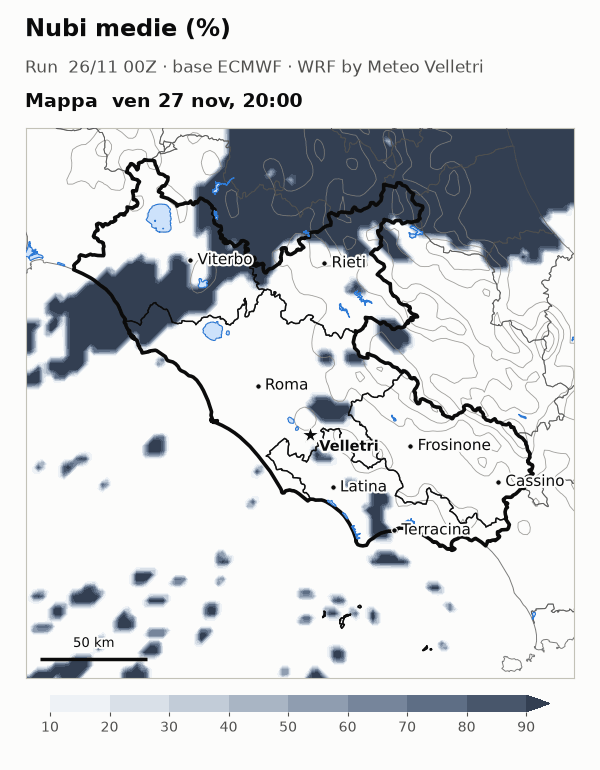 Nubi medie (%)
Run  26/11 00Z · base ECMWF · WRF by Meteo Velletri
Mappa  ven 27 nov, 20:00
Viterbo
Rieti
Roma
Velletri
Frosinone
Cassino
Latina
Terracina
50 km
10 20 30 40 50 60 70 80 90